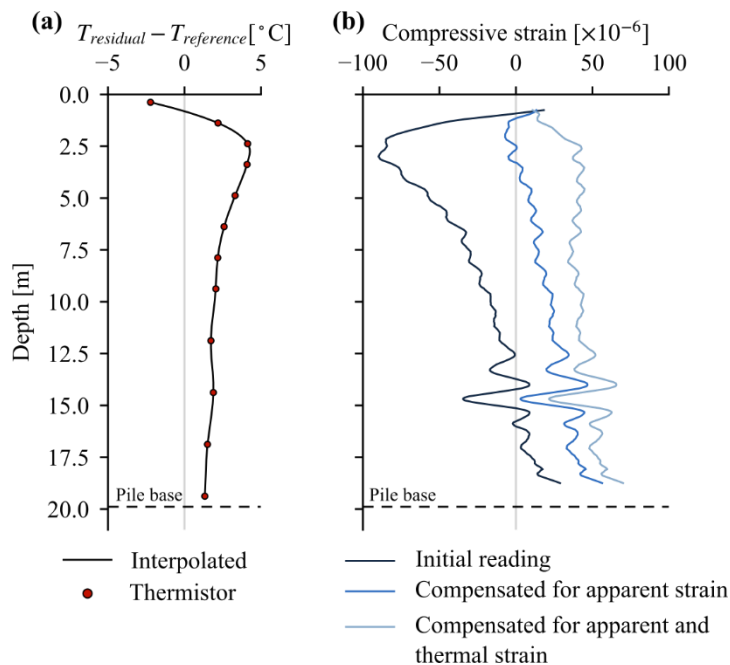 (a) T_residual − T_reference[°C]
−5 0 5
0.0
2.5
5.0
7.5
10.0
12.5
15.0
17.5
20.0
Depth [m]
Pile base
Interpolated
Thermistor
(b) Compressive strain [×10⁻⁶]
−100 −50 0 50 100
Pile base
Initial reading
Compensated for apparent strain
Compensated for apparent and
thermal strain